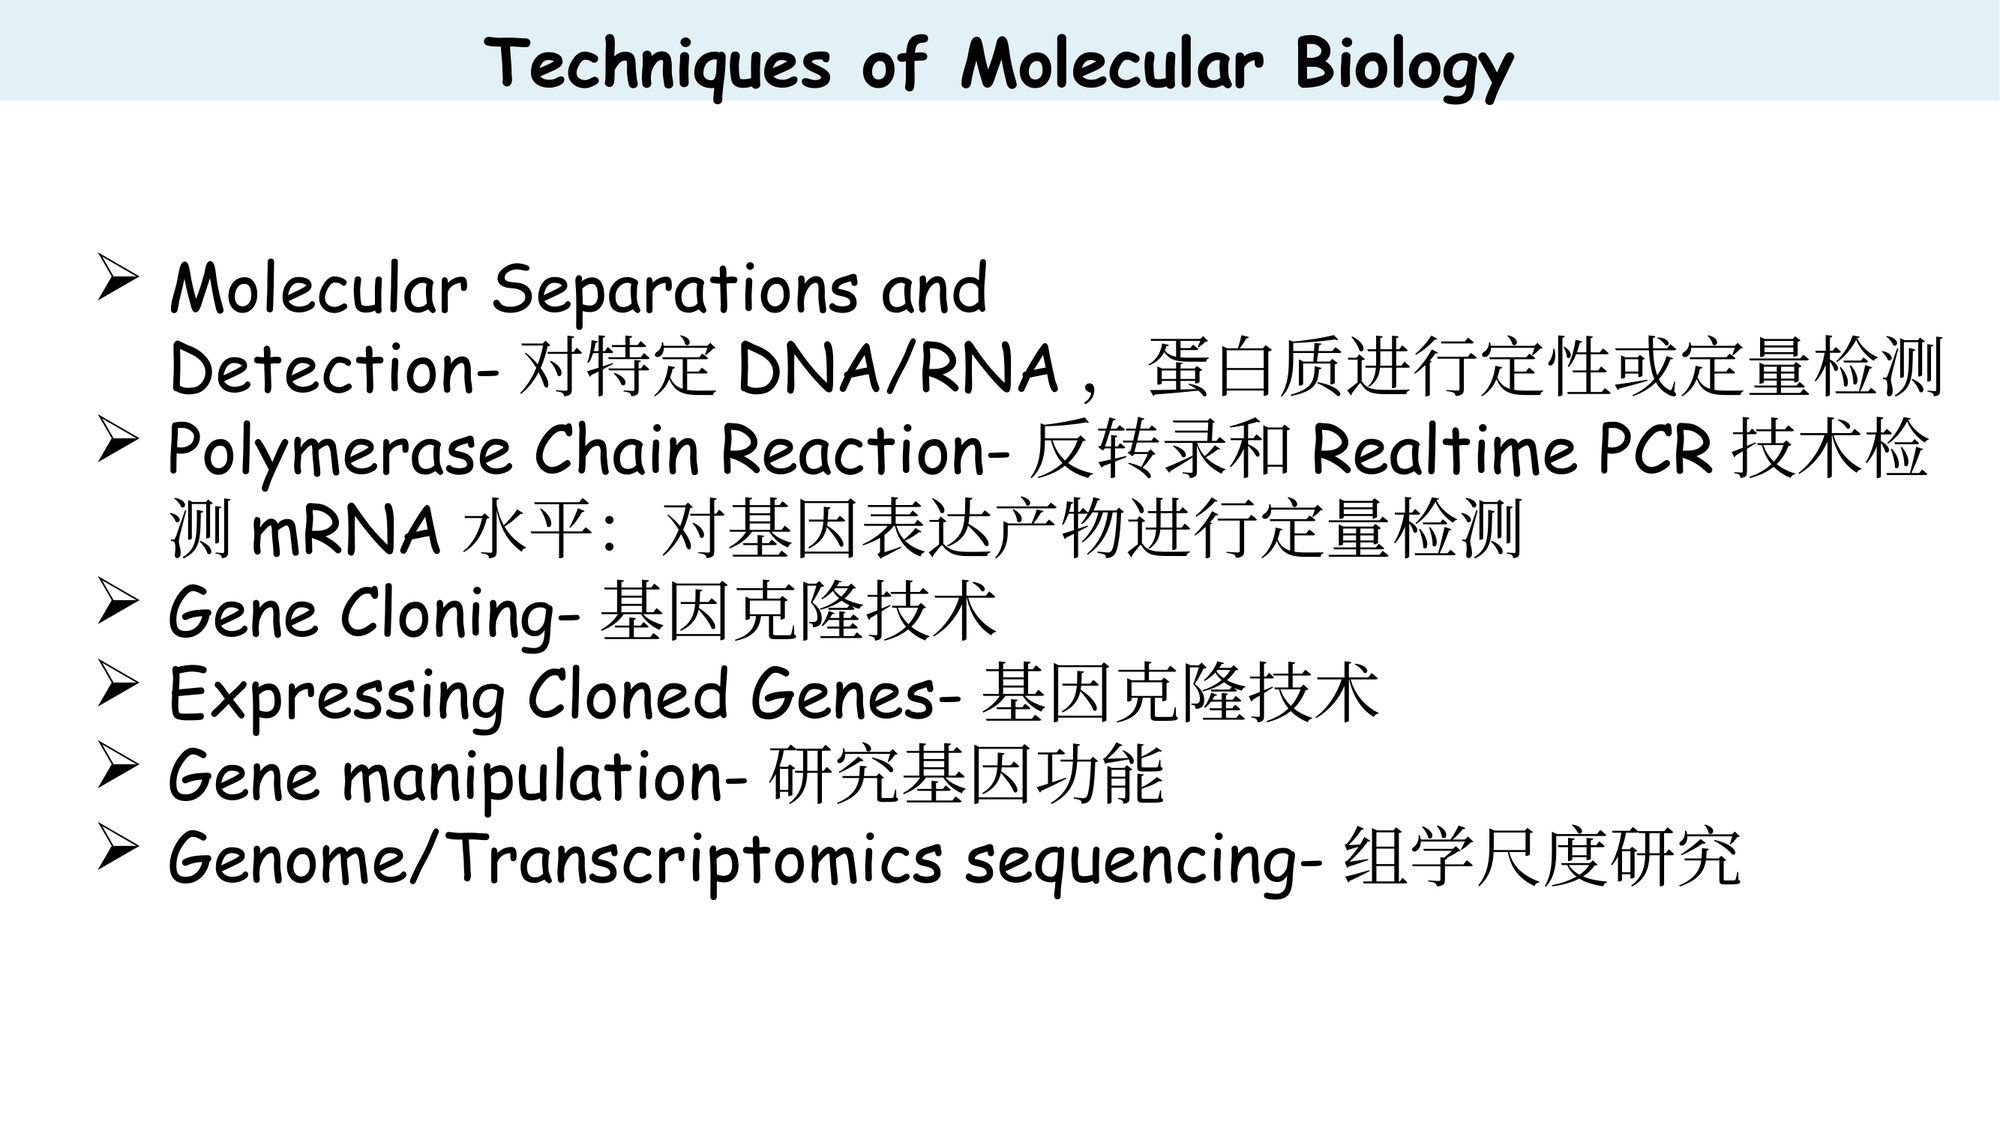 Techniques of Molecular Biology
➢ Molecular Separations and
Detection- 对特定 DNA/RNA ，蛋白质进行定性或定量检测
➢ Polymerase Chain Reaction- 反转录和 Realtime PCR 技术检
测 mRNA 水平：对基因表达产物进行定量检测
➢ Gene Cloning- 基因克隆技术
➢ Expressing Cloned Genes- 基因克隆技术
➢ Gene manipulation- 研究基因功能
➢ Genome/Transcriptomics sequencing- 组学尺度研究